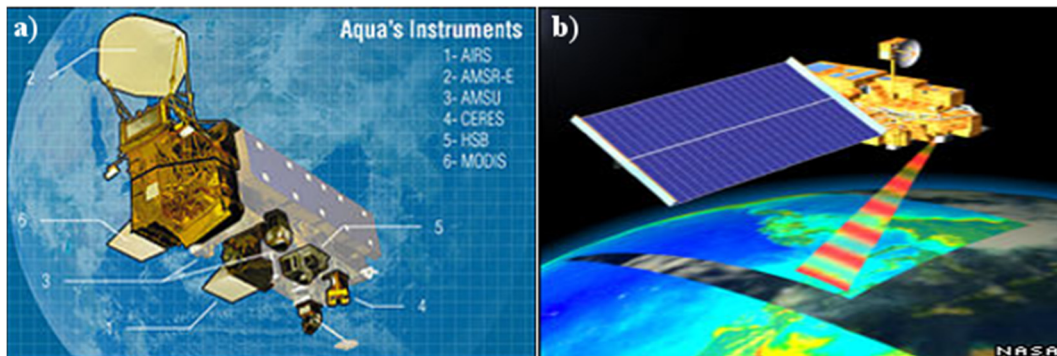 a)
Aqua's Instruments
1- AIRS
2- AMSR-E
3- AMSU
4- CERES
5- HSB
6- MODIS
2
6
5
3
4
1
b)
NASA